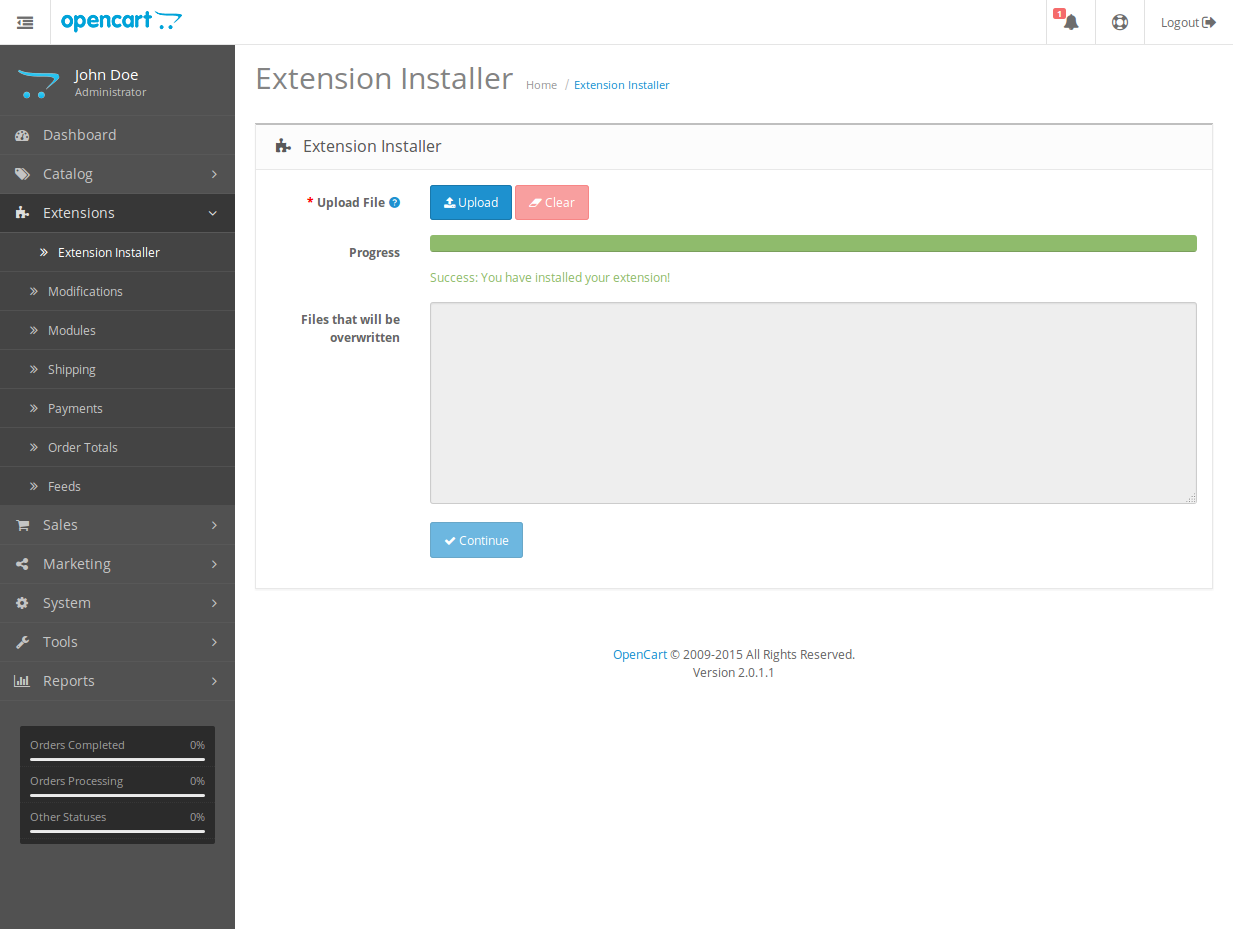 opencart
1
Logout
John Doe
Administrator
Dashboard
Catalog
Extensions
Extension Installer
Modifications
Modules
Shipping
Payments
Order Totals
Feeds
Sales
Marketing
System
Tools
Reports
Orders Completed 0%
Orders Processing 0%
Other Statuses 0%
Extension Installer Home / Extension Installer
Extension Installer
* Upload File ? Upload Clear
Progress
Success: You have installed your extension!
Files that will be
overwritten
Continue
OpenCart © 2009-2015 All Rights Reserved.
Version 2.0.1.1